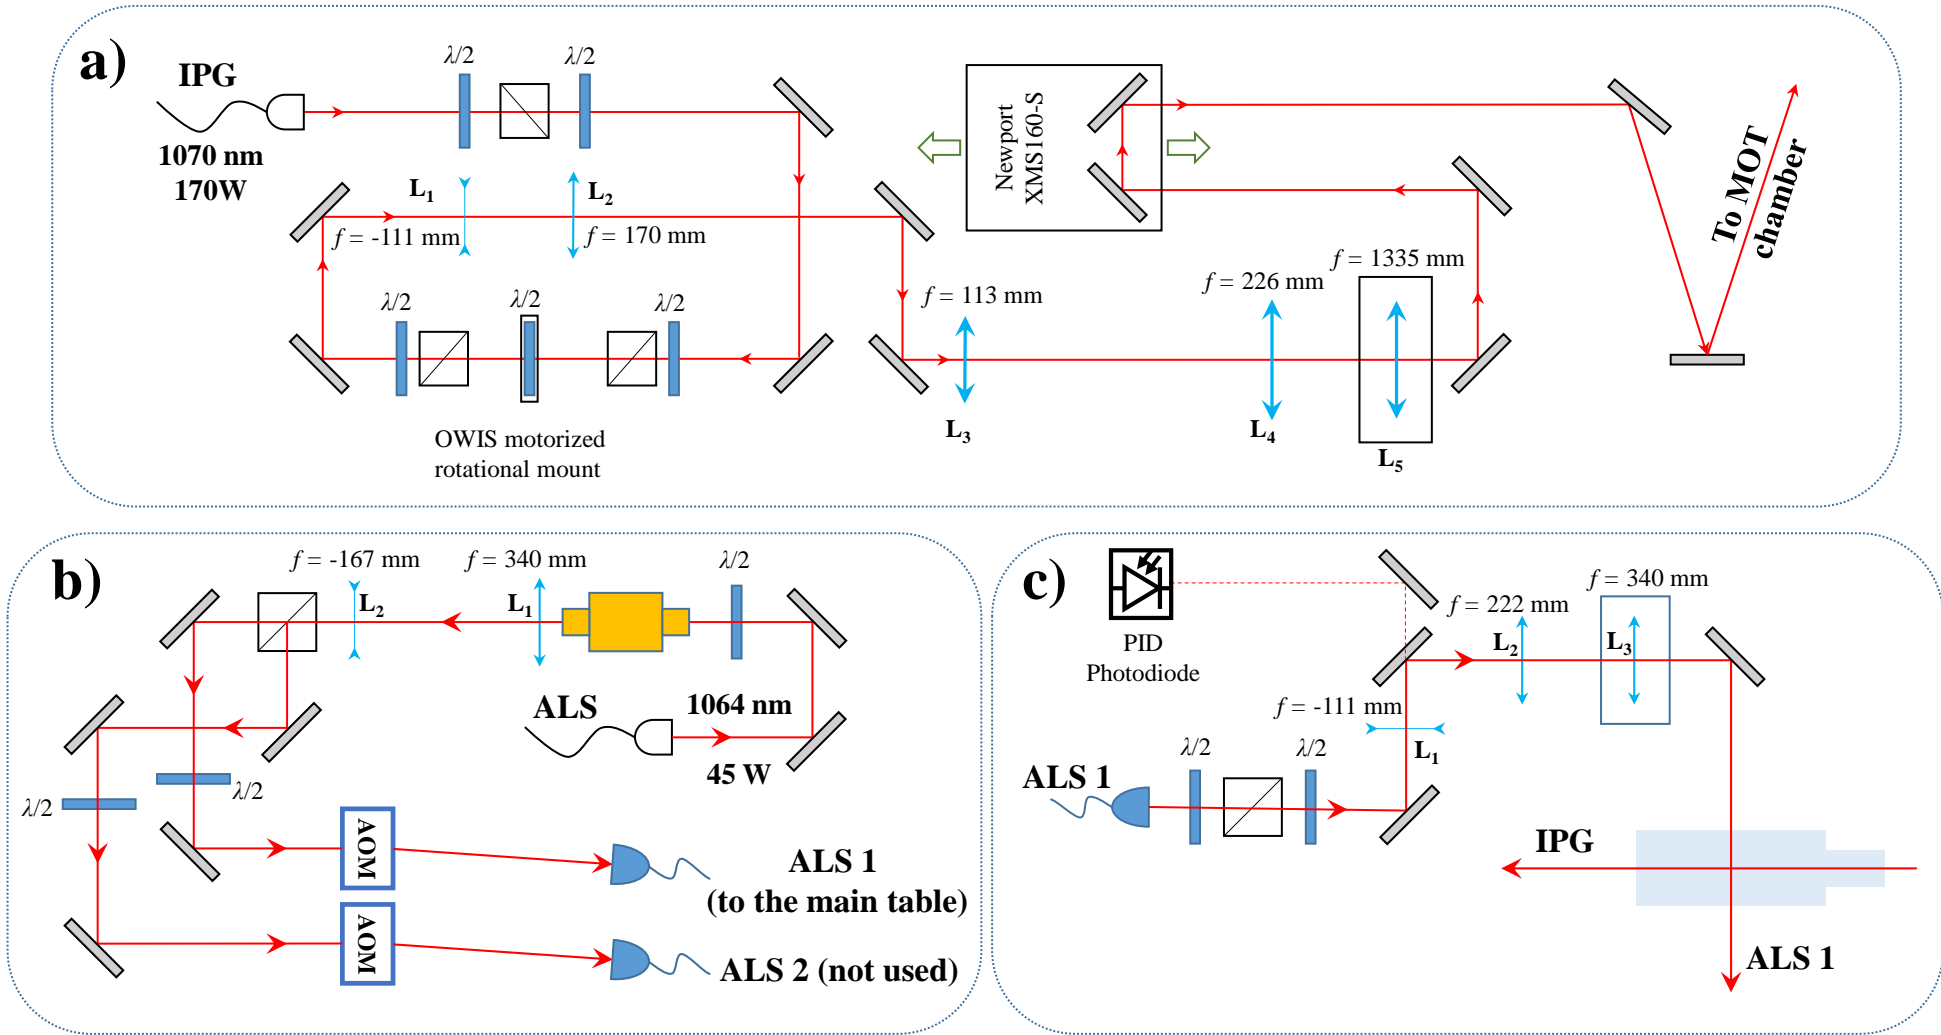 a)
IPG
1070 nm
170W
λ/2
λ/2
L₁
f = -111 mm
L₂
f = 170 mm
λ/2
λ/2
λ/2
OWIS motorized
rotational mount
Newport
XMS160-S
f = 113 mm
L₃
f = 226 mm
L₄
f = 1335 mm
L₅
To MOT
chamber
b)
f = -167 mm
L₂
f = 340 mm
L₁
λ/2
ALS
1064 nm
45 W
λ/2
λ/2
AOM
ALS 1
(to the main table)
AOM
ALS 2 (not used)
c)
PID
Photodiode
f = 222 mm
L₂
f = 340 mm
L₃
f = -111 mm
L₁
ALS 1
λ/2
λ/2
IPG
ALS 1